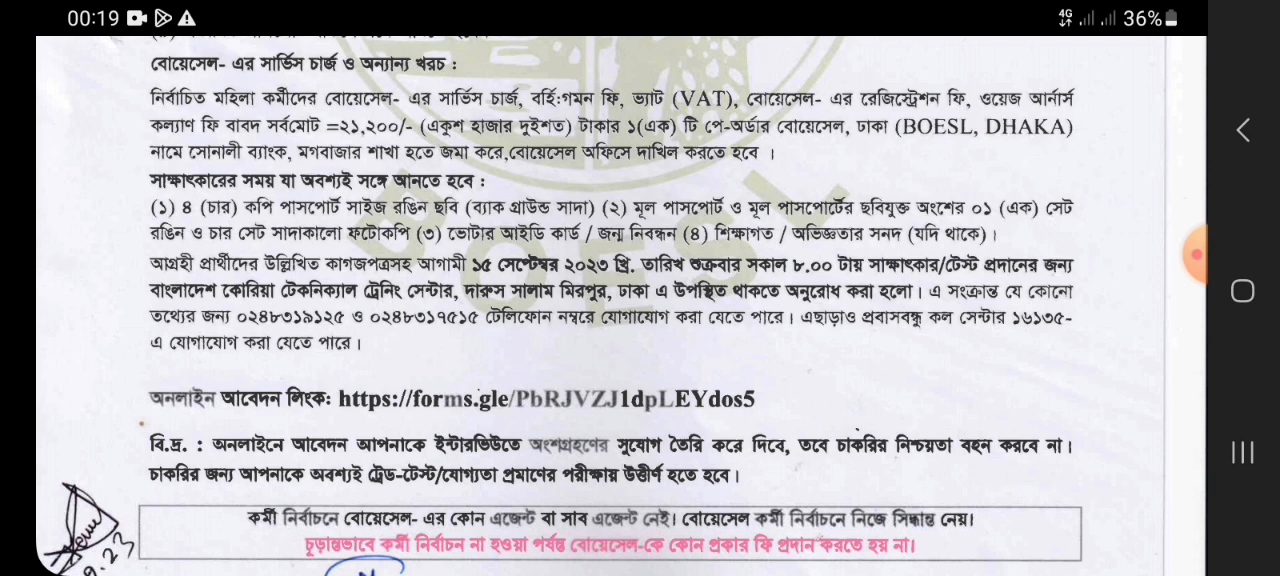 00:19
4G 36%
বোয়েসেল- এর সার্ভিস চার্জ ও অন্যান্য খরচ :
নির্বাচিত মহিলা কর্মীদের বোয়েসেল- এর সার্ভিস চার্জ, বর্হি:গমন ফি, ভ্যাট (VAT), বোয়েসেল- এর রেজিস্ট্রেশন ফি, ওয়েজ আর্নার্স
কল্যাণ ফি বাবদ সর্বমোট =২১,২০০/- (একুশ হাজার দুইশত) টাকার ১(এক) টি পে-অর্ডার বোয়েসেল, ঢাকা (BOESL, DHAKA)
নামে সোনালী ব্যাংক, মগবাজার শাখা হতে জমা করে,বোয়েসেল অফিসে দাখিল করতে হবে ।
সাক্ষাৎকারের সময় যা অবশ্যই সঙ্গে আনতে হবে :
(১) ৪ (চার) কপি পাসপোর্ট সাইজ রঙিন ছবি (ব্যাক গ্রাউন্ড সাদা) (২) মূল পাসপোর্ট ও মূল পাসপোর্টের ছবিযুক্ত অংশের ০১ (এক) সেট
রঙিন ও চার সেট সাদাকালো ফটোকপি (৩) ভোটার আইডি কার্ড / জন্ম নিবন্ধন (৪) শিক্ষাগত / অভিজ্ঞতার সনদ (যদি থাকে)।
আগ্রহী প্রার্থীদের উল্লিখিত কাগজপত্রসহ আগামী ১৫ সেপ্টেম্বর ২০২৩ খ্রি. তারিখ শুক্রবার সকাল ৮.০০ টায় সাক্ষাৎকার/টেস্ট প্রদানের জন্য
বাংলাদেশ কোরিয়া টেকনিক্যাল ট্রেনিং সেন্টার, দারুস সালাম মিরপুর, ঢাকা এ উপস্থিত থাকতে অনুরোধ করা হলো। এ সংক্রান্ত যে কোনো
তথ্যের জন্য ০২৪৮৩১৯১২৫ ও ০২৪৮৩১৭৫১৫ টেলিফোন নম্বরে যোগাযোগ করা যেতে পারে। এছাড়াও প্রবাসবন্ধু কল সেন্টার ১৬১৩৫-
এ যোগাযোগ করা যেতে পারে।
অনলাইন আবেদন লিংক: https://forms.gle/PbRJVZJ1dpLEYdos5
বি.দ্র. : অনলাইনে আবেদন আপনাকে ইন্টারভিউতে অংশগ্রহণের সুযোগ তৈরি করে দিবে, তবে চাকরির নিশ্চয়তা বহন করবে না।
চাকরির জন্য আপনাকে অবশ্যই ট্রেড-টেস্ট/যোগ্যতা প্রমাণের পরীক্ষায় উত্তীর্ণ হতে হবে।
কর্মী নির্বাচনে বোয়েসেল- এর কোন এজেন্ট বা সাব এজেন্ট নেই। বোয়েসেল কর্মী নির্বাচনে নিজে সিদ্ধান্ত নেয়।
চূড়ান্তভাবে কর্মী নির্বাচন না হওয়া পর্যন্ত বোয়েসেল-কে কোন প্রকার ফি প্রদান করতে হয় না।
BOESL